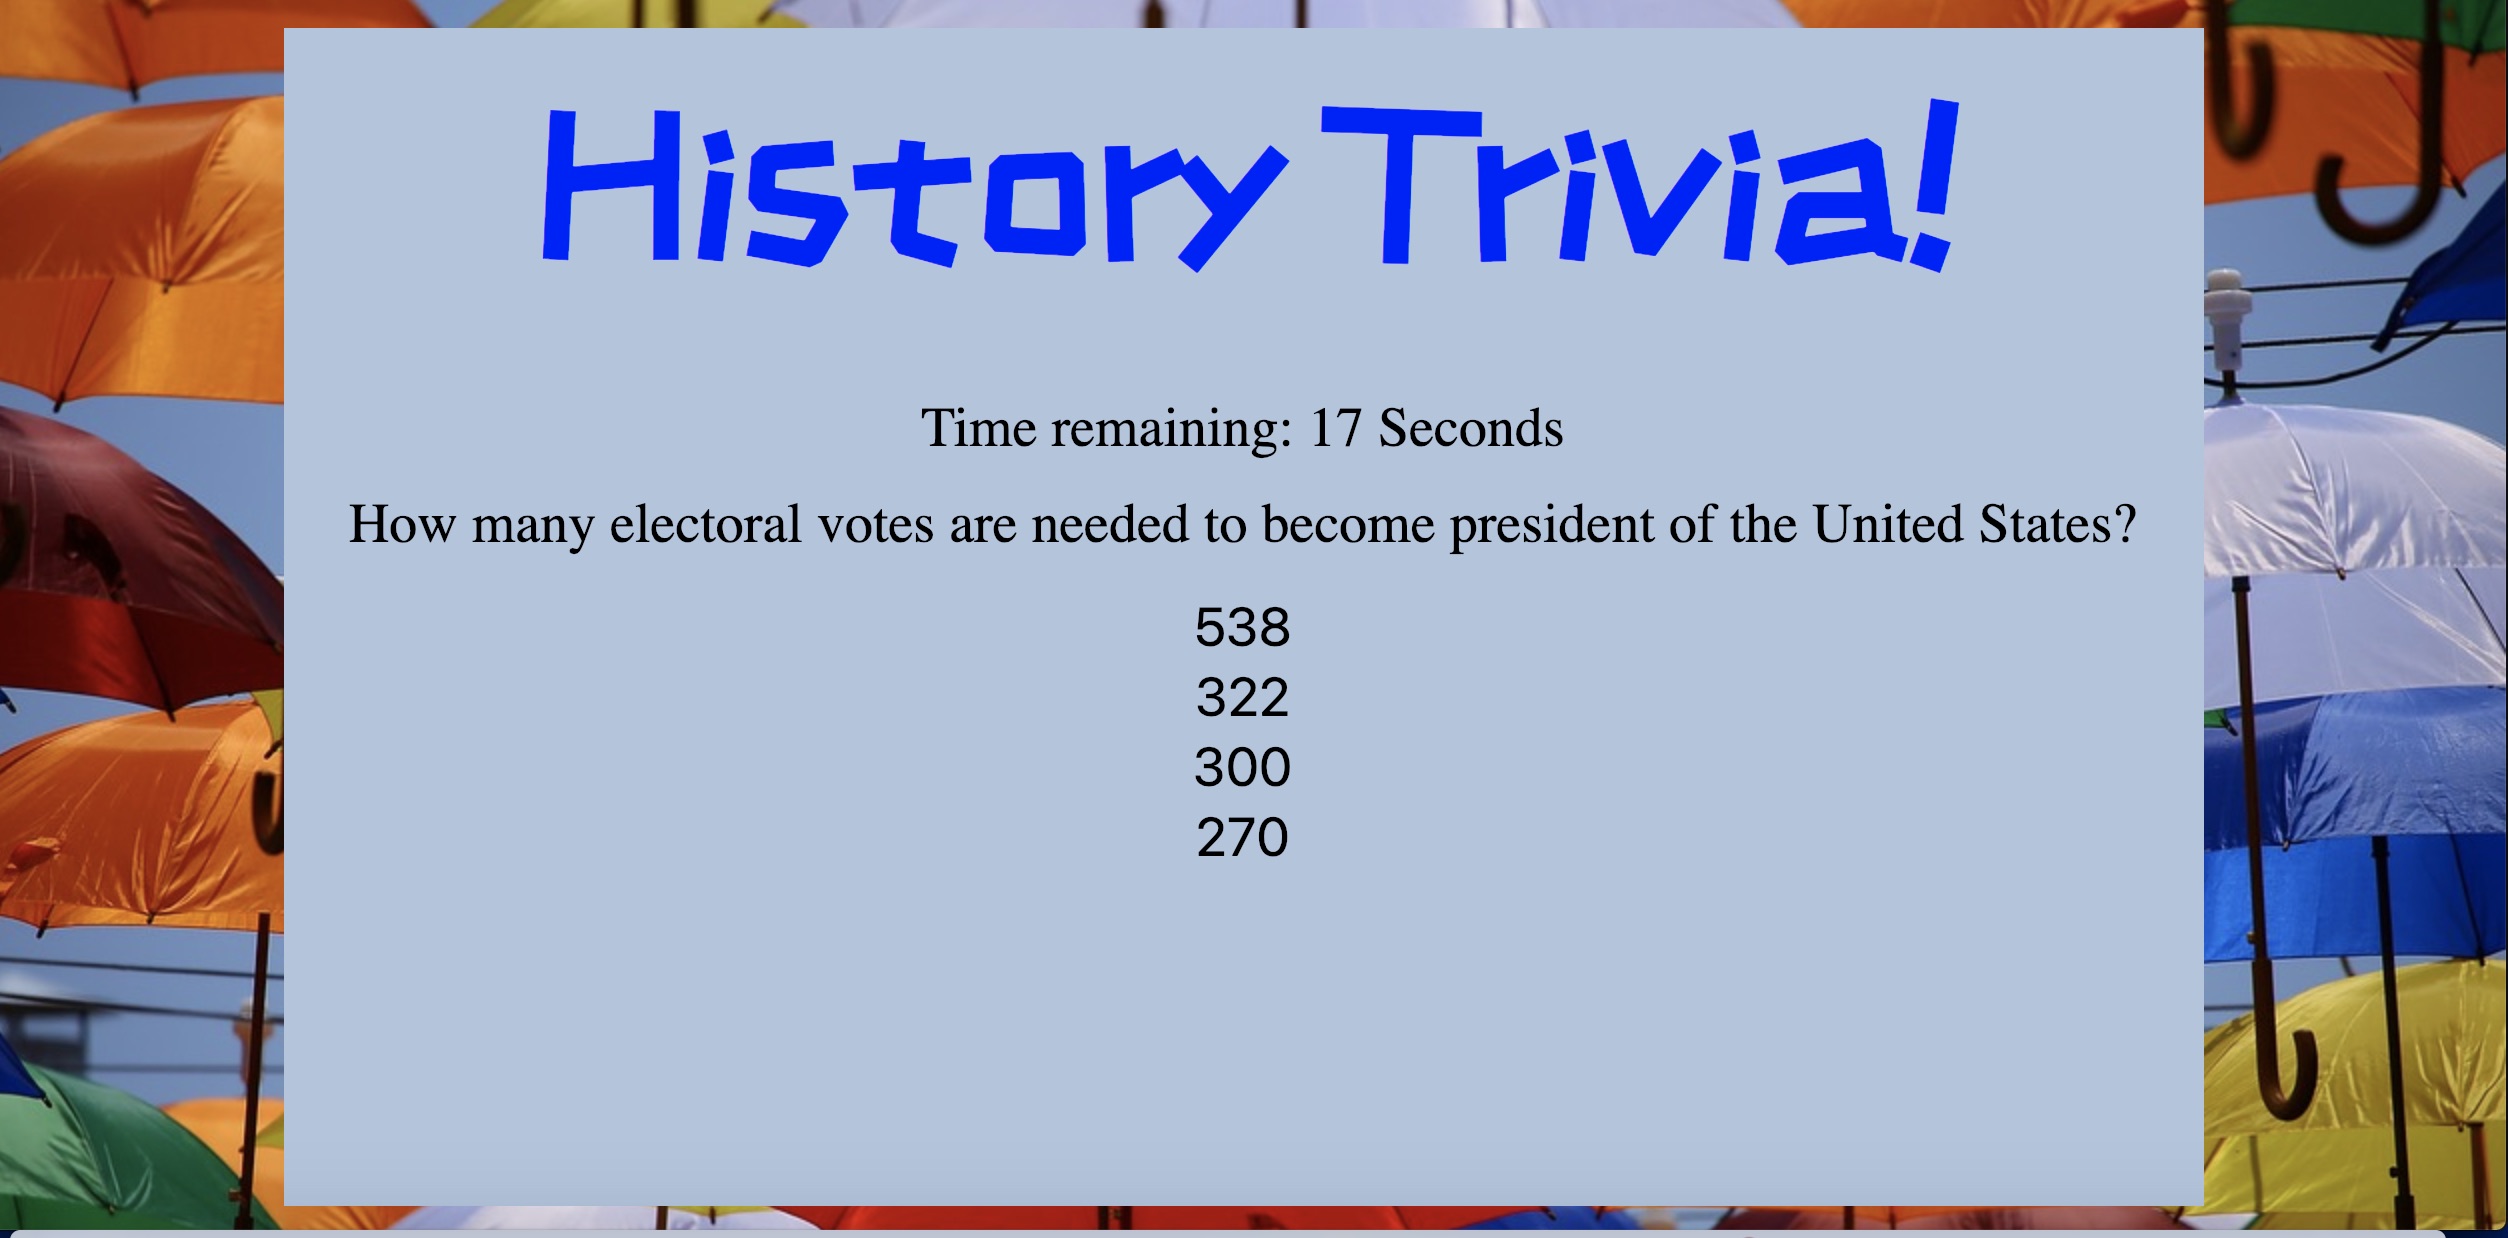 History Trivia!
Time remaining: 17 Seconds
How many electoral votes are needed to become president of the United States?
538
322
300
270